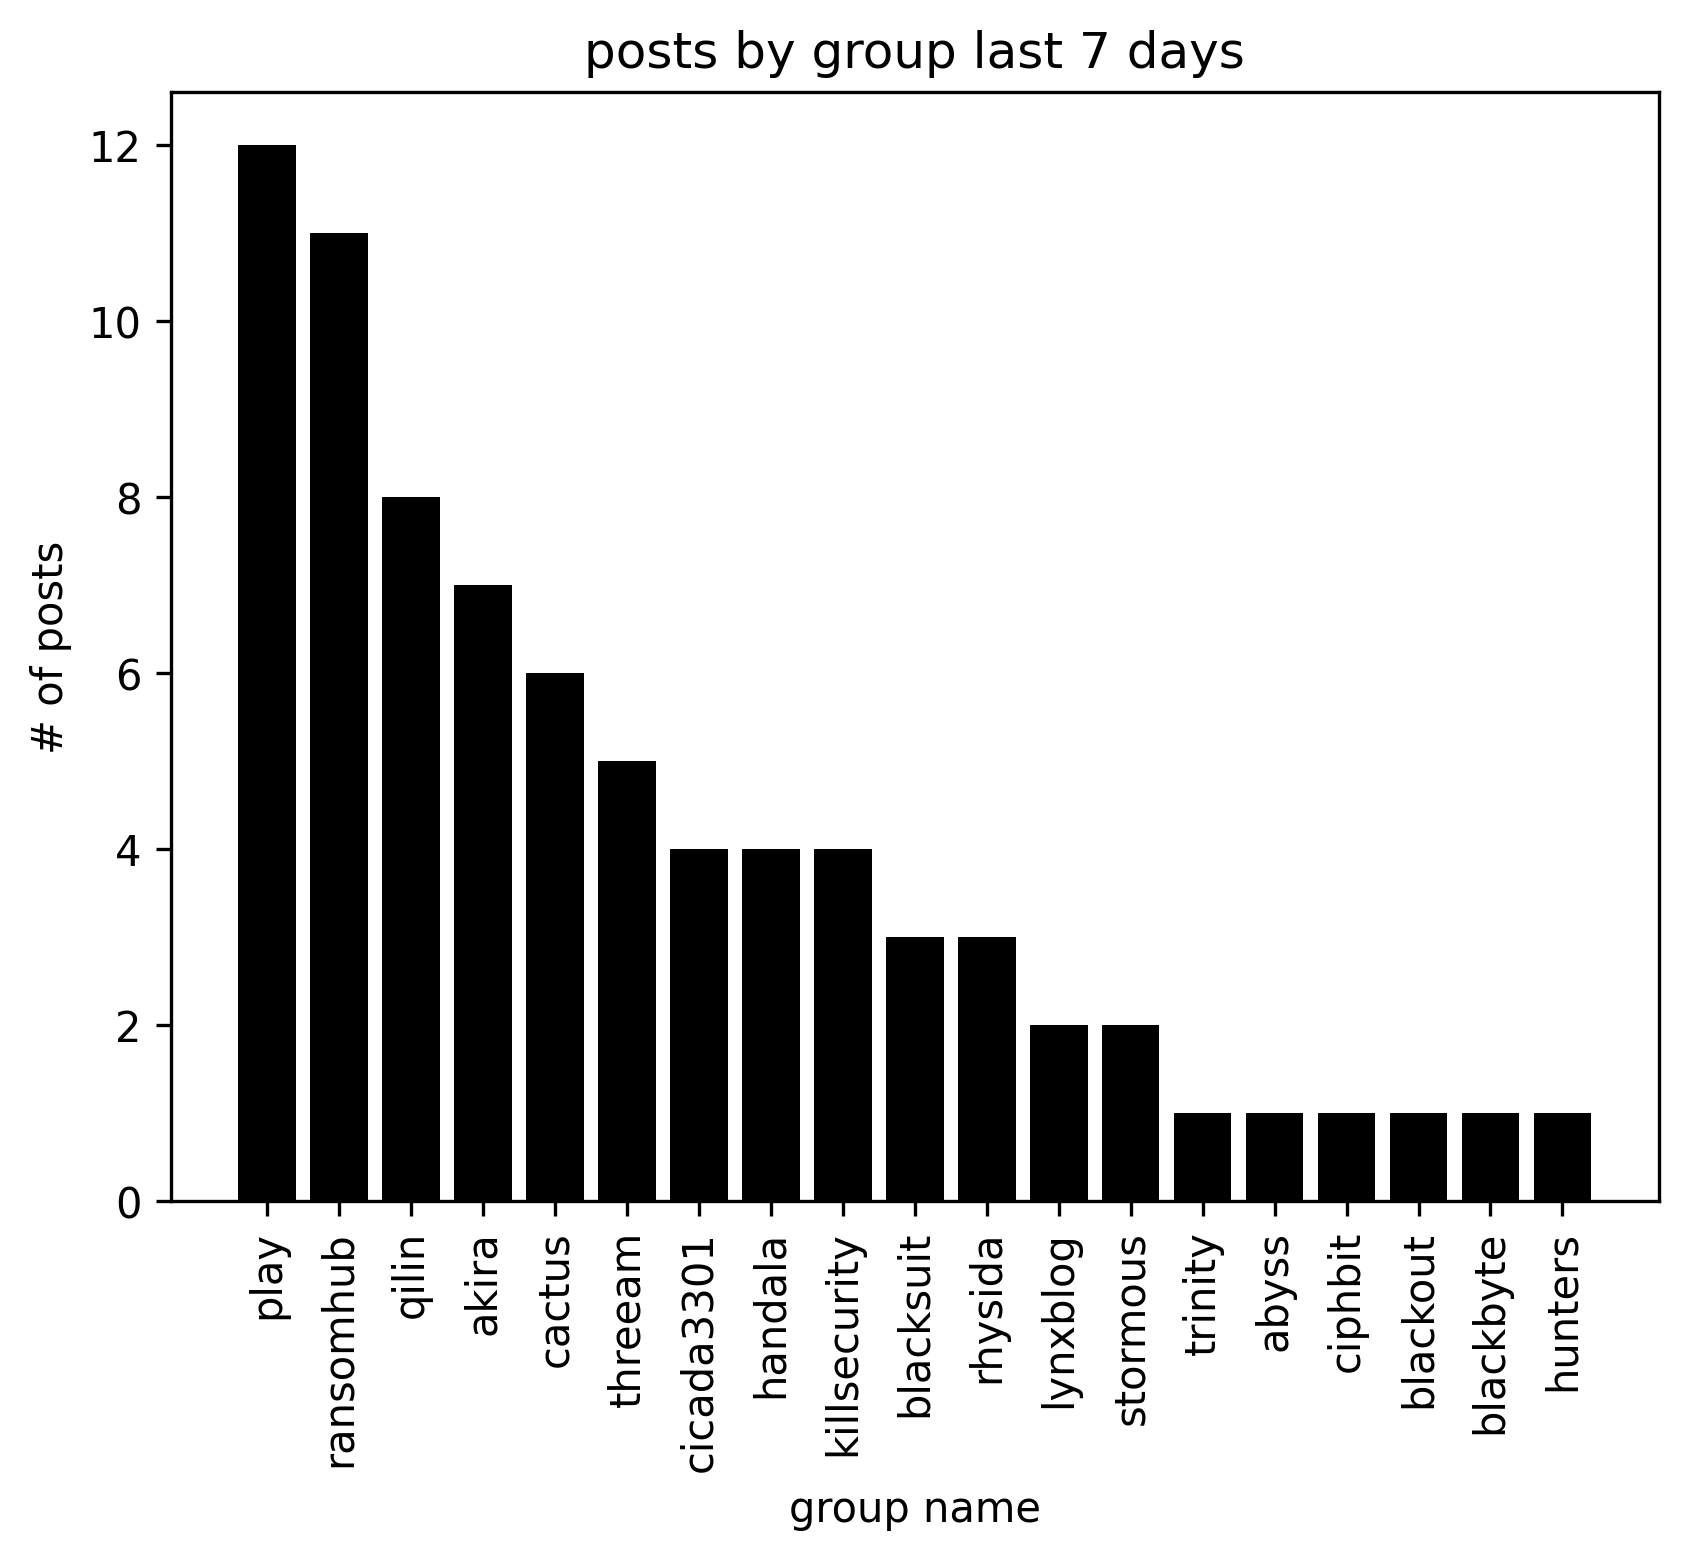 posts by group last 7 days
# of posts
12
10
8
6
4
2
0
play
ransomhub
qilin
akira
cactus
threeam
cicada3301
handala
killsecurity
blacksuit
rhysida
lynxblog
stormous
trinity
abyss
ciphbit
blackout
blackbyte
hunters
group name